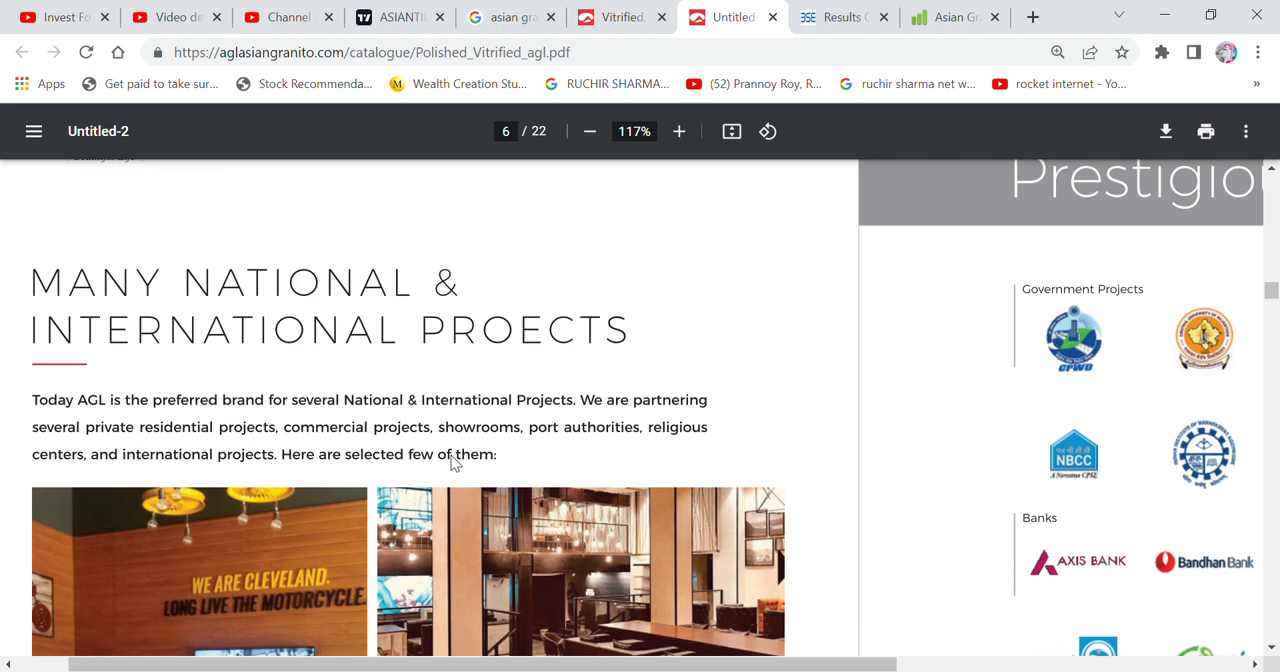 Invest Fo
Video de
Channel
ASIANTI
asian gra
Vitrified,
Untitled-
Results C
Asian Gr
https://aglasiangranito.com/catalogue/Polished_Vitrified_agl.pdf
Apps
Get paid to take sur...
Stock Recommenda...
Wealth Creation Stu...
RUCHIR SHARMA...
(52) Prannoy Roy, R...
ruchir sharma net w...
rocket internet - Yo...
»
Untitled-2
6 / 22
117%
Prestigiou
MANY NATIONAL &
INTERNATIONAL PROECTS
Today AGL is the preferred brand for several National & International Projects. We are partnering
several private residential projects, commercial projects, showrooms, port authorities, religious
centers, and international projects. Here are selected few of them:
WE ARE CLEVELAND.
LONG LIVE THE MOTORCYCLE
Government Projects
CPWD
NBCC
Banks
AXIS BANK
Bandhan Bank